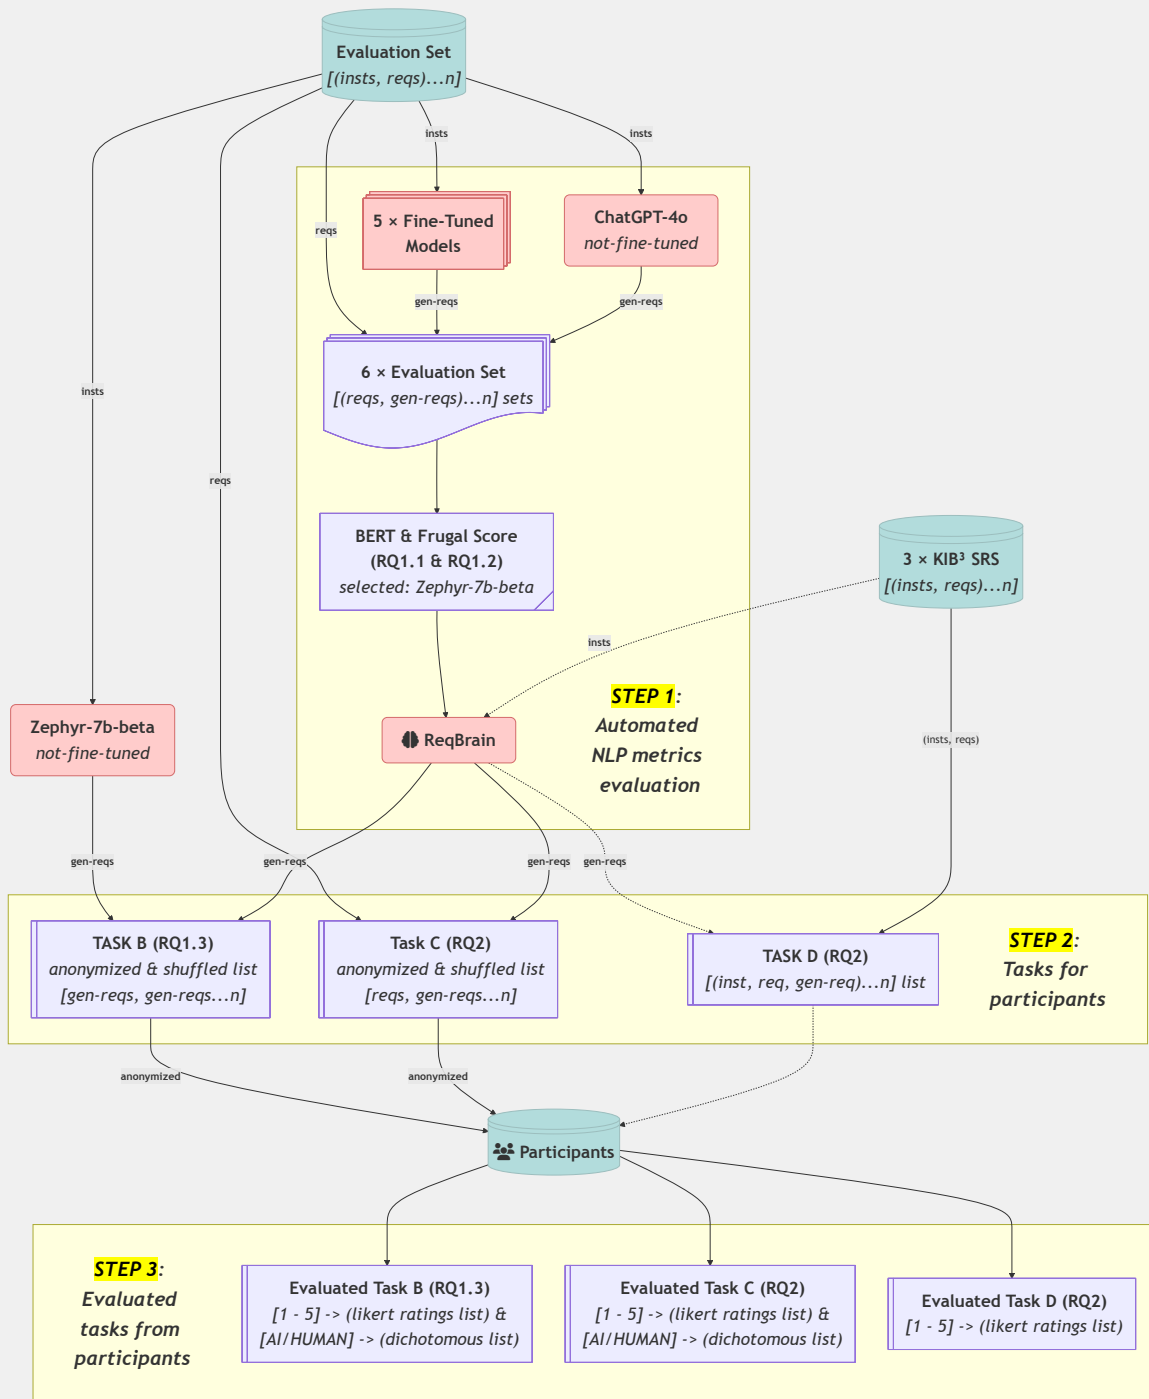 Evaluation Set
[(insts, reqs)...n]
insts
insts
reqs
5 × Fine-Tuned
Models
ChatGPT-4o
not-fine-tuned
gen-reqs
gen-reqs
6 × Evaluation Set
[(reqs, gen-reqs)...n] sets
insts
reqs
BERT & Frugal Score
(RQ1.1 & RQ1.2)
selected: Zephyr-7b-beta
3 × KIB³ SRS
[(insts, reqs)...n]
insts
STEP 1:
Automated
NLP metrics
evaluation
Zephyr-7b-beta
not-fine-tuned
ReqBrain
(insts, reqs)
gen-reqs
gen-reqs
gen-reqs
gen-reqs
TASK B (RQ1.3)
anonymized & shuffled list
[gen-reqs, gen-reqs...n]
Task C (RQ2)
anonymized & shuffled list
[reqs, gen-reqs...n]
TASK D (RQ2)
[(inst, req, gen-req)...n] list
STEP 2:
Tasks for
participants
anonymized
anonymized
Participants
STEP 3:
Evaluated
tasks from
participants
Evaluated Task B (RQ1.3)
[1 - 5] -> (likert ratings list) &
[AI/HUMAN] -> (dichotomous list)
Evaluated Task C (RQ2)
[1 - 5] -> (likert ratings list) &
[AI/HUMAN] -> (dichotomous list)
Evaluated Task D (RQ2)
[1 - 5] -> (likert ratings list)